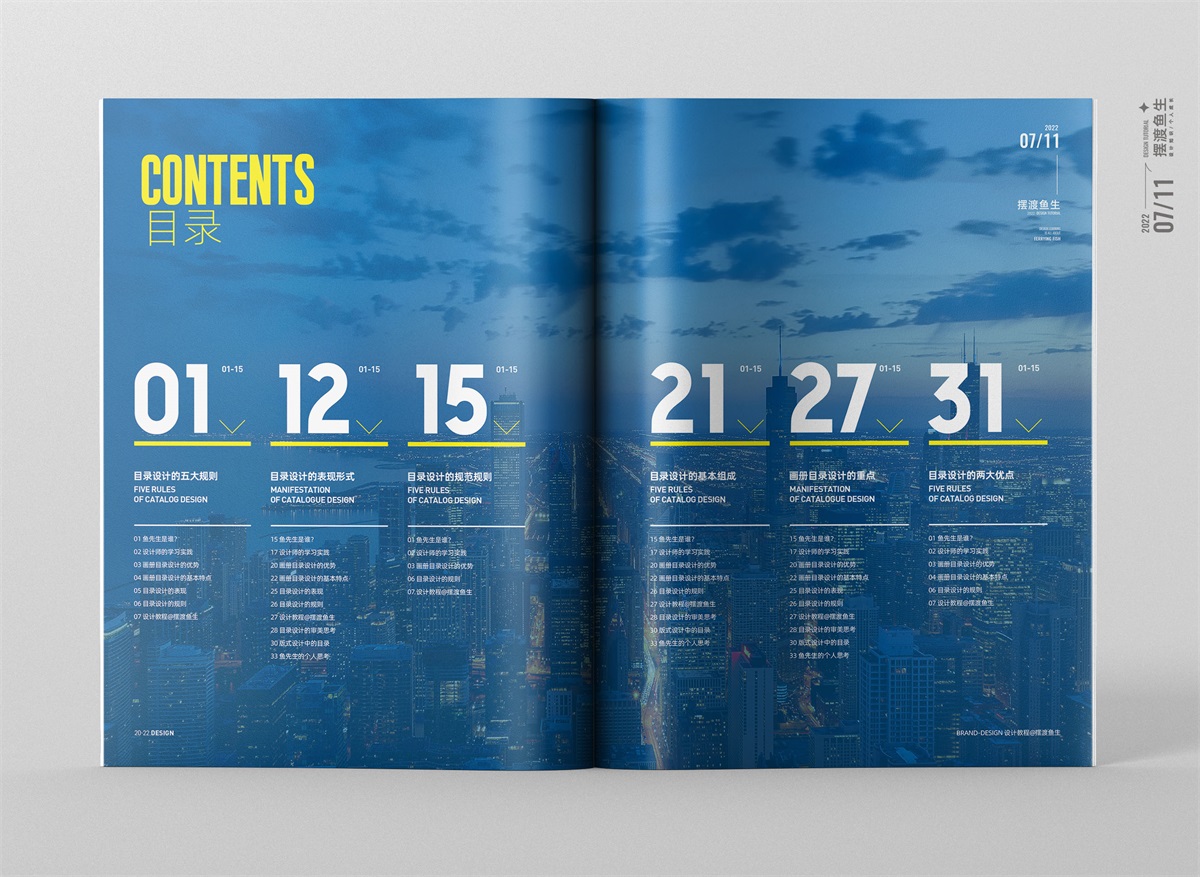 CONTENTS
目录
2022
07/11
摆渡鱼生
01
01-15
目录设计的五大规则
FIVE RULES
OF CATALOG DESIGN
01 鱼先生是谁?
02 设计师的学习实践
03 画册目录设计的优势
04 画册目录设计的基本特点
05 目录设计的表现
06 目录设计的规则
07 设计教程@摆渡鱼生
12
01-15
目录设计的表现形式
MANIFESTATION
OF CATALOGUE DESIGN
15 鱼先生是谁?
17 设计师的学习实践
20 画册目录设计的优势
22 画册目录设计的基本特点
25 目录设计的表现
26 目录设计的规则
27 设计教程@摆渡鱼生
28 目录设计的审美思考
30 版式设计中的目录
33 鱼先生的个人思考
15
01-15
目录设计的规范规则
FIVE RULES
OF CATALOG DESIGN
01 鱼先生是谁?
02 设计师的学习实践
03 画册目录设计的优势
06 目录设计的规则
07 设计教程@摆渡鱼生
21
01-15
目录设计的基本组成
FIVE RULES
OF CATALOG DESIGN
15 鱼先生是谁?
17 设计师的学习实践
20 画册目录设计的优势
22 画册目录设计的基本特点
26 目录设计的规则
27 设计教程@摆渡鱼生
28 目录设计的审美思考
30 版式设计中的目录
33 鱼先生的个人思考
27
01-15
画册目录设计的重点
MANIFESTATION
OF CATALOGUE DESIGN
15 鱼先生是谁?
17 设计师的学习实践
20 画册目录设计的优势
22 画册目录设计的基本特点
25 目录设计的表现
26 目录设计的规则
27 设计教程@摆渡鱼生
28 目录设计的审美思考
30 版式设计中的目录
33 鱼先生的个人思考
31
01-15
目录设计的两大优点
FIVE RULES
OF CATALOG DESIGN
01 鱼先生是谁?
02 设计师的学习实践
03 画册目录设计的优势
04 画册目录设计的基本特点
06 目录设计的规则
07 设计教程@摆渡鱼生
20-22 DESIGN
BRAND-DESIGN 设计教程@摆渡鱼生
2022
07/11
DESIGN TUTORIAL
摆渡鱼生